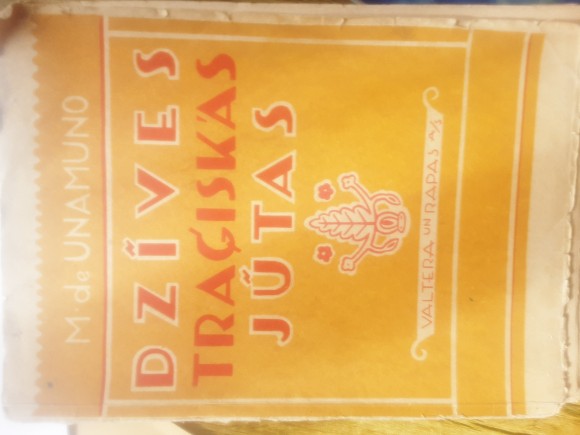 M. de UNAMUNO
DZĪVES
TRAĢISKĀS
JŪTAS
VALTERA UN RAPAS A/S